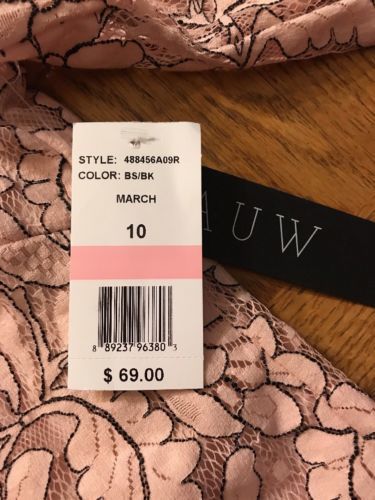 STYLE: 488456A09R
COLOR: BS/BK
MARCH
10
AUW
8 89237 96380 3
$ 69.00